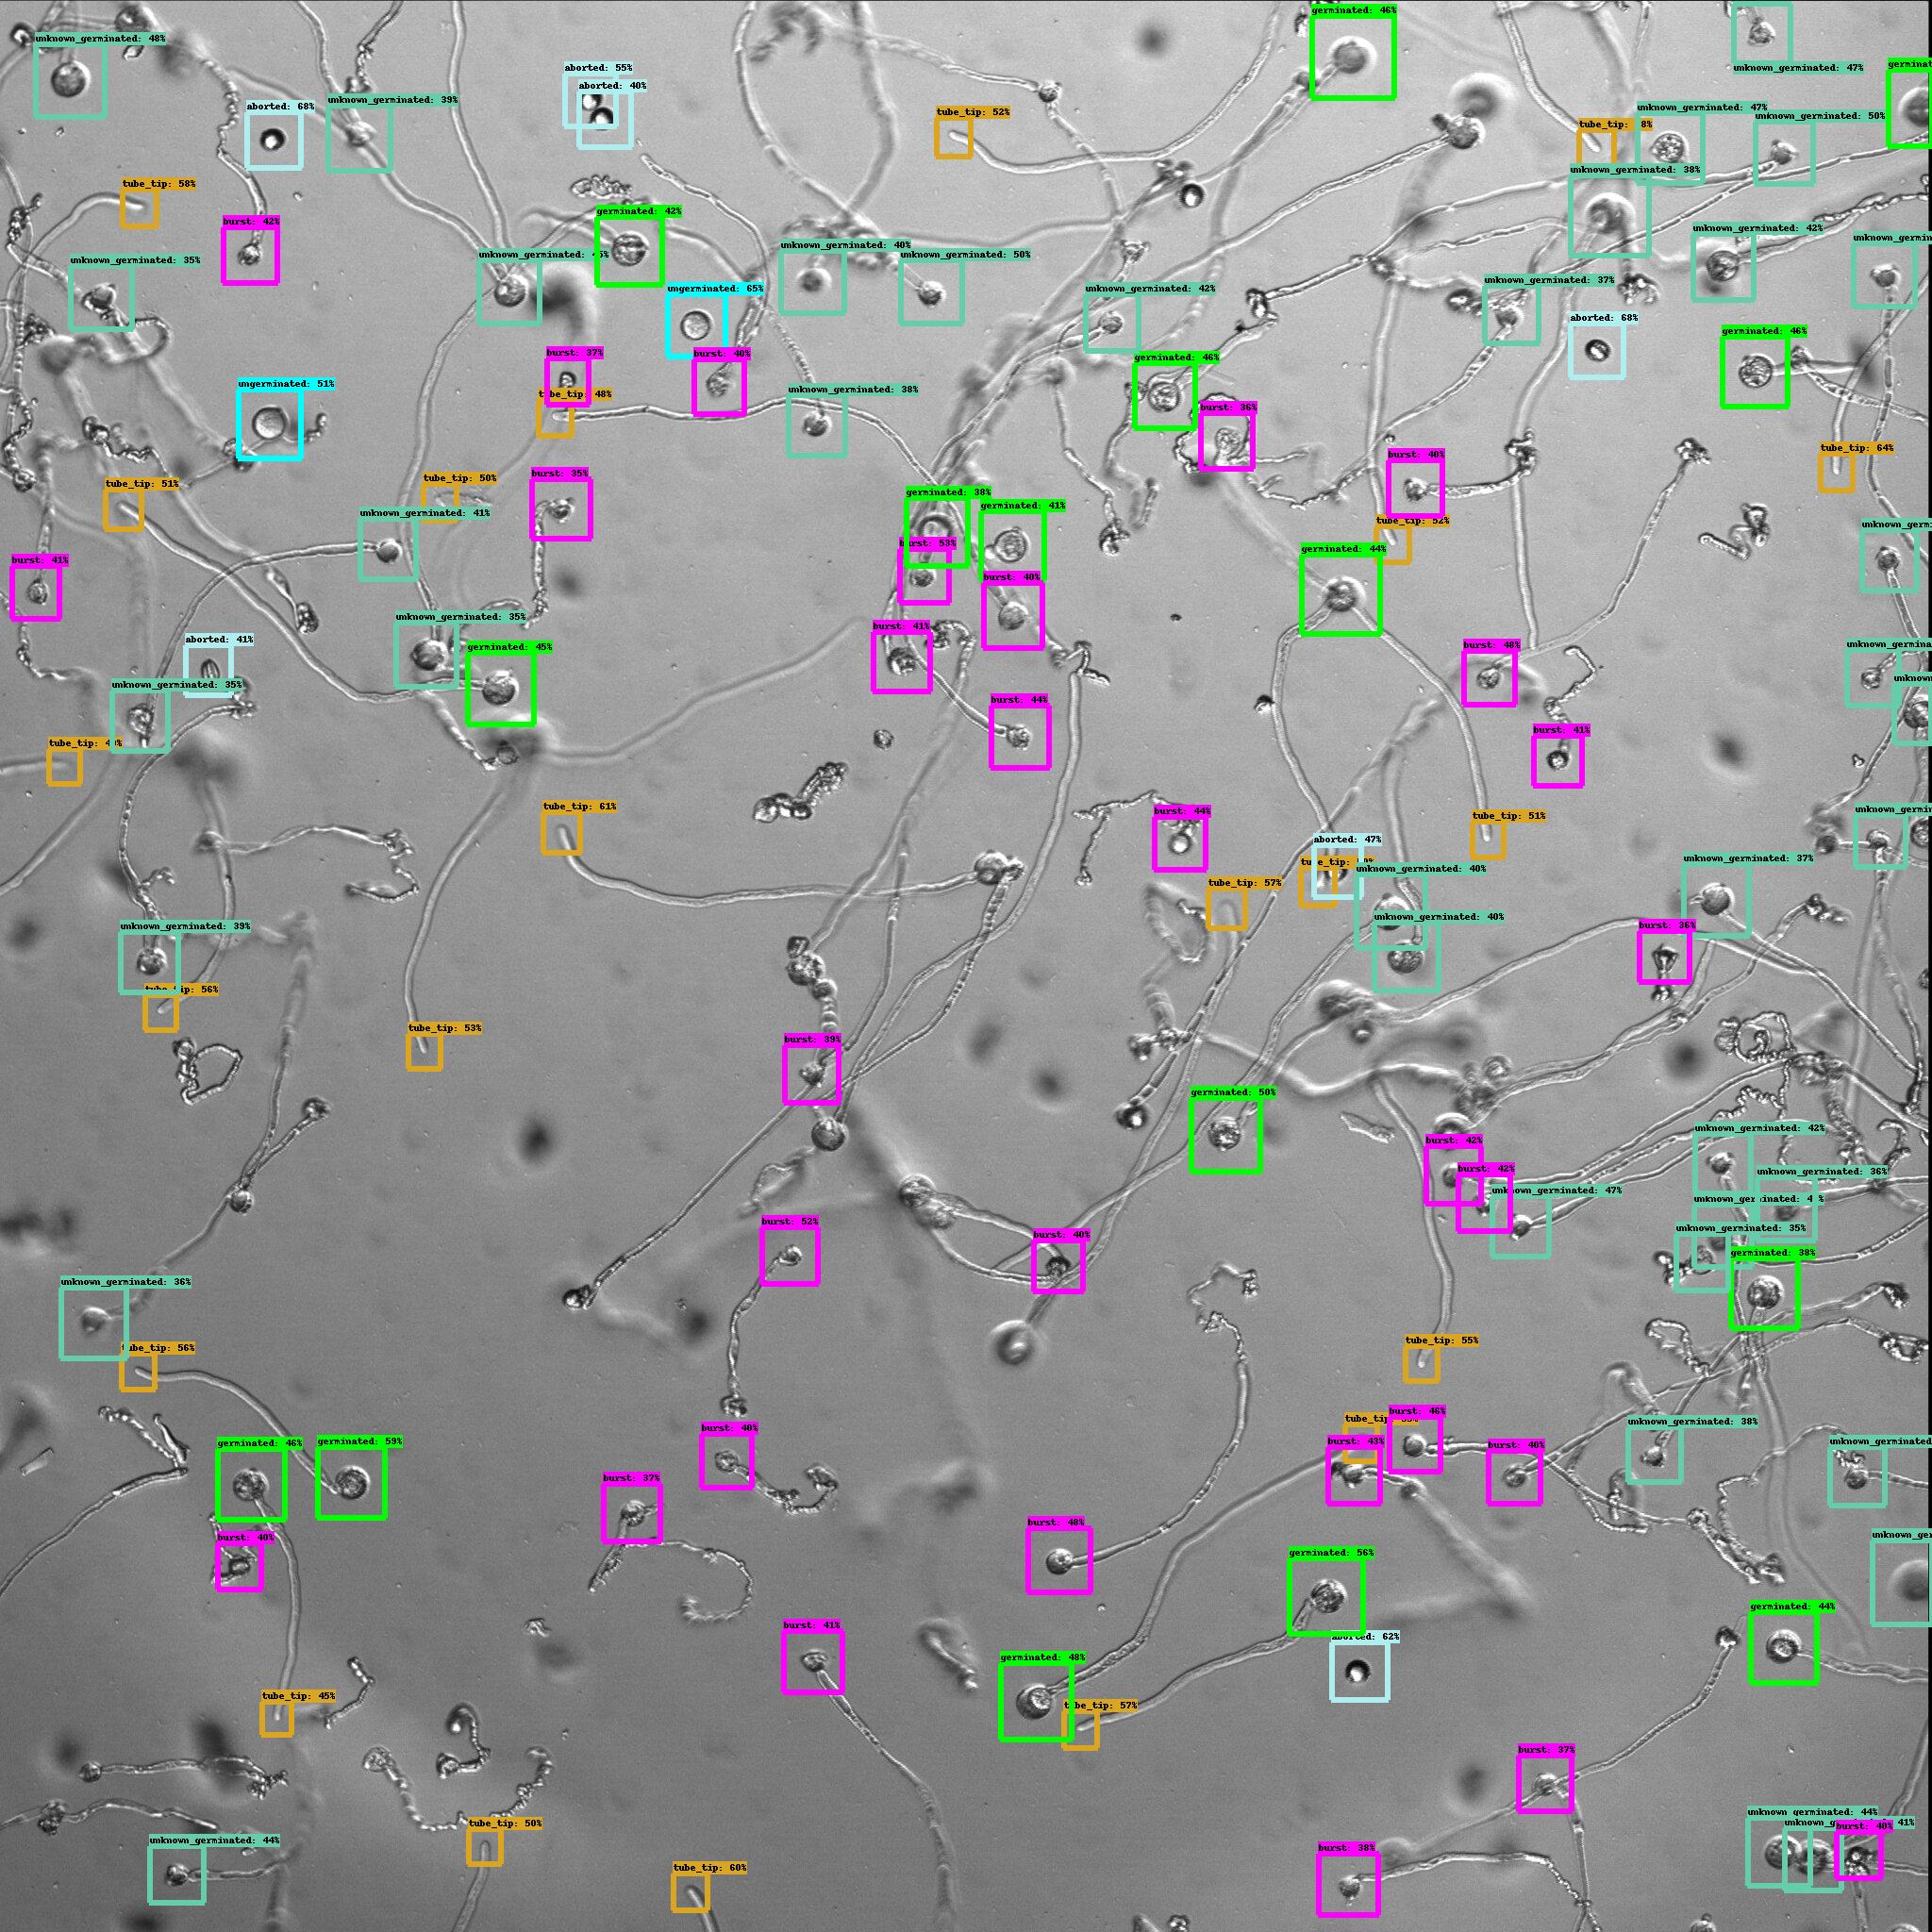 germinated: 46%
unknown_germinated: 48%
unknown_germinated: 47%
germinat
aborted: 55%
aborted: 40%
aborted: 68%
unknown_germinated: 39%
tube_tip: 52%
unknown_germinated: 47%
unknown_germinated: 50%
unknown_germinated: 38%
tube_tip: 58%
burst: 42%
germinated: 42%
unknown_germinated: 40%
unknown_germinated: 50%
unknown_germinated: 42%
unknown_germin
unknown_germinated: 35%
ungerminated: 65%
unknown_germinated: 42%
unknown_germinated: 37%
aborted: 68%
germinated: 46%
burst: 37%
burst: 40%
germinated: 46%
ungerminated: 51%
unknown_germinated: 38%
burst: 36%
tube_tip: 64%
burst: 40%
tube_tip: 51%
tube_tip: 50%
burst: 35%
germinated: 38%
germinated: 41%
unknown_germinated: 41%
burst: 53%
germinated: 44%
burst: 41%
burst: 40%
unknown_germinated: 35%
burst: 41%
aborted: 41%
germinated: 45%
burst: 48%
unknown_germina
unknown_germinated: 35%
burst: 44%
burst: 41%
tube_tip: 61%
burst: 44%
tube_tip: 51%
aborted: 47%
unknown_germin
unknown_germinated: 37%
unknown_germinated: 40%
tube_tip: 57%
unknown_germinated: 40%
unknown_germinated: 39%
burst: 36%
tube_tip: 53%
burst: 39%
germinated: 50%
unknown_germinated: 42%
burst: 42%
burst: 42%
unknown_germinated: 36%
unknown_germinated: 47%
burst: 52%
burst: 40%
unknown_germinated: 35%
germinated: 38%
unknown_germinated: 36%
tube_tip: 55%
tube_tip: 56%
burst: 46%
burst: 40%
unknown_germinated: 38%
germinated: 46%
germinated: 59%
burst: 43%
burst: 40%
unknown_germinated
burst: 37%
burst: 48%
burst: 40%
germinated: 56%
germinated: 44%
burst: 41%
aborted: 62%
germinated: 48%
tube_tip: 45%
tube_tip: 57%
burst: 37%
unknown_germinated: 44%
tube_tip: 50%
burst: 40%
41%
unknown_germinated: 44%
burst: 38%
tube_tip: 60%